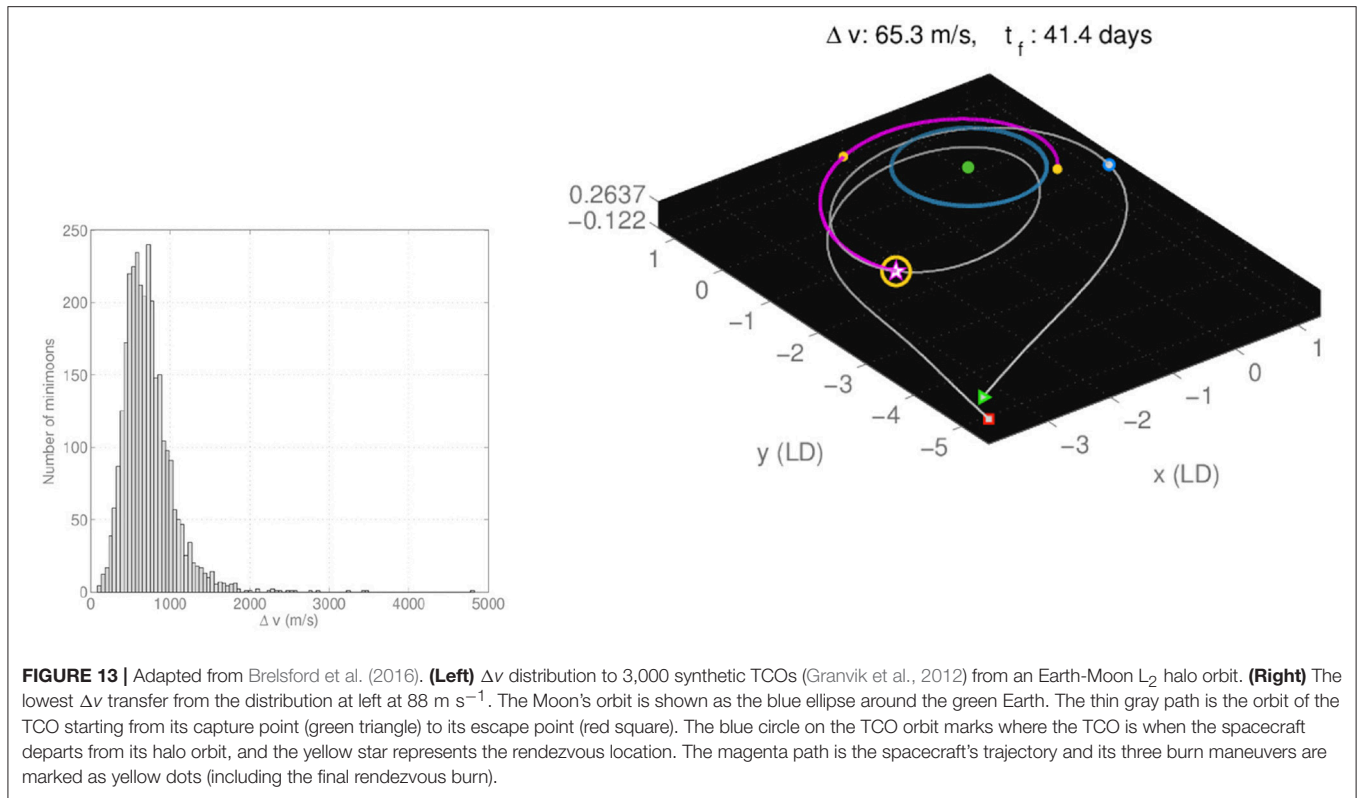 Δ v: 65.3 m/s, t_f : 41.4 days
0.2637
−0.122
1
0
−1
−2
−3
−4
−5
y (LD)
−3
−2
−1
0
1
x (LD)
250
200
150
100
50
0
Number of minimoons
0 1000 2000 3000 4000 5000
Δ v (m/s)
FIGURE 13 | Adapted from Brelsford et al. (2016). (Left) Δv distribution to 3,000 synthetic TCOs (Granvik et al., 2012) from an Earth-Moon L₂ halo orbit. (Right) The
lowest Δv transfer from the distribution at left at 88 m s⁻¹. The Moon's orbit is shown as the blue ellipse around the green Earth. The thin gray path is the orbit of the
TCO starting from its capture point (green triangle) to its escape point (red square). The blue circle on the TCO orbit marks where the TCO is when the spacecraft
departs from its halo orbit, and the yellow star represents the rendezvous location. The magenta path is the spacecraft's trajectory and its three burn maneuvers are
marked as yellow dots (including the final rendezvous burn).